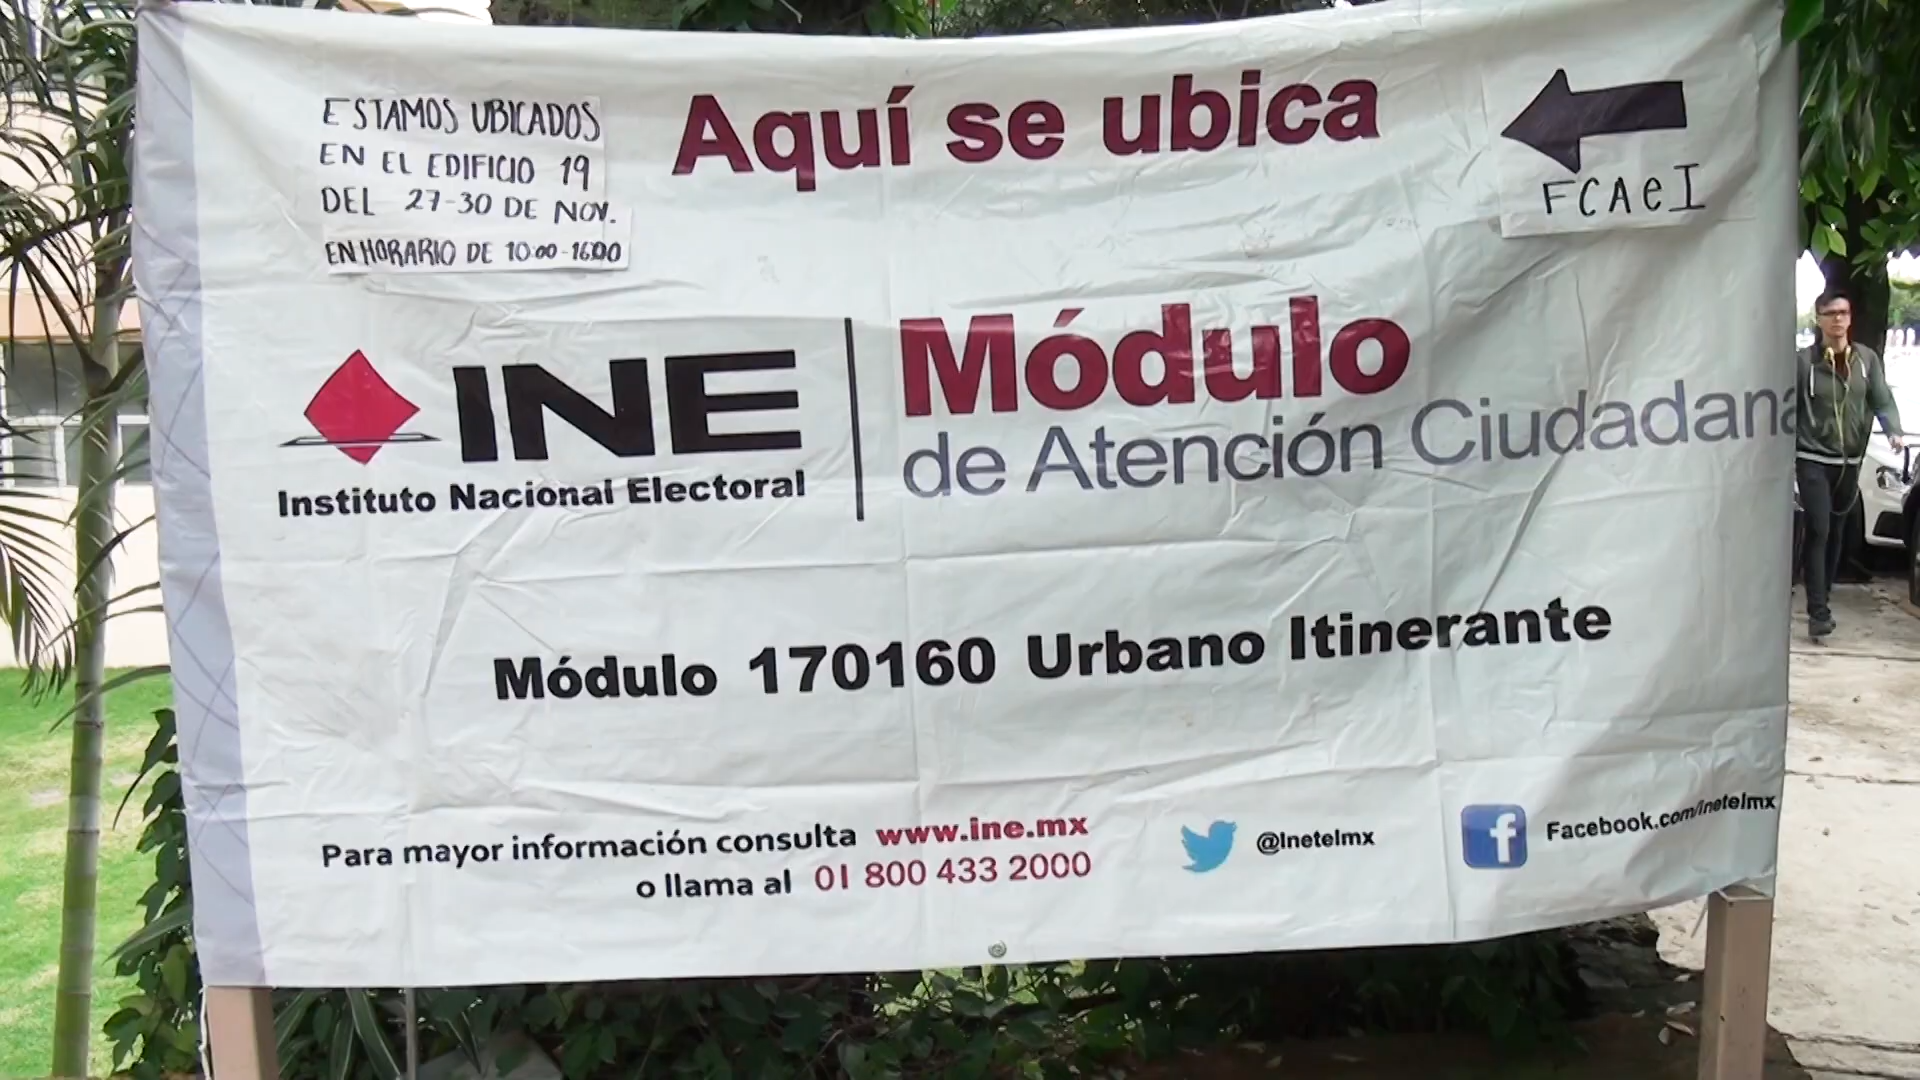 ESTAMOS UBICADOS
EN EL EDIFICIO 19
DEL 27-30 DE NOV.
EN HORARIO DE 10:00-16:00
Aquí se ubica
FCAeI
INE
Instituto Nacional Electoral
Módulo
de Atención Ciudadana
Módulo 170160 Urbano Itinerante
Para mayor información consulta www.ine.mx
o llama al 01 800 433 2000
@Inetelmx
f
Facebook.com/Inetelmx